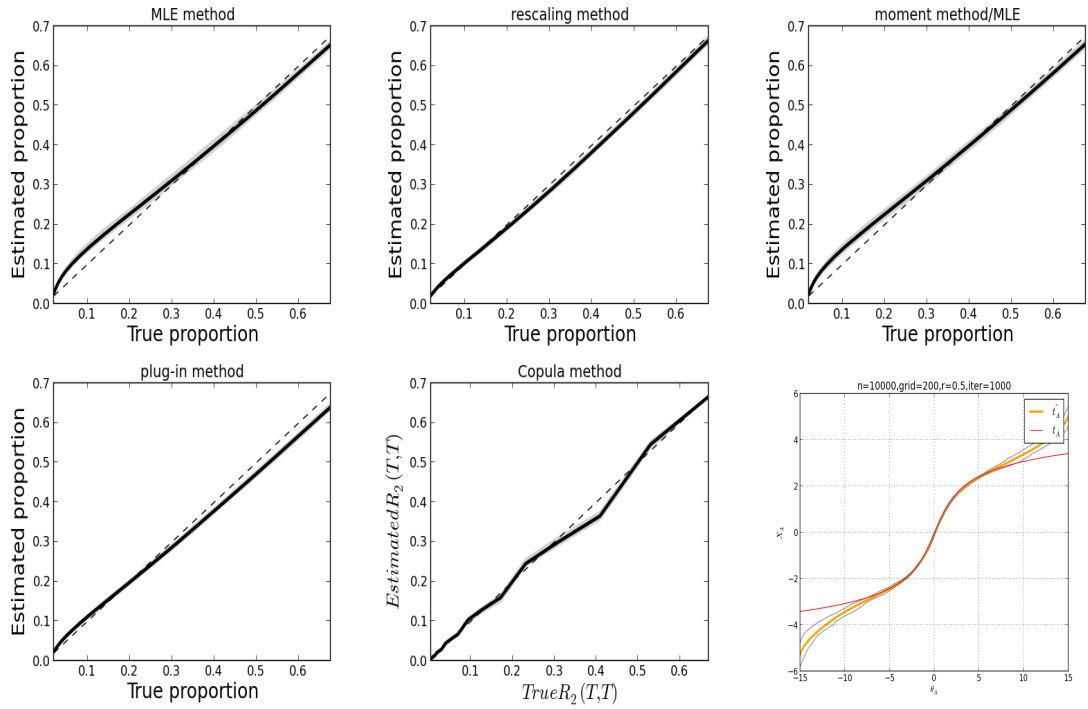 MLE method
0.7
0.6
0.5
0.4
0.3
0.2
0.1
0.0
Estimated proportion
0.1 0.2 0.3 0.4 0.5 0.6
True proportion
rescaling method
0.7
0.6
0.5
0.4
0.3
0.2
0.1
0.0
Estimated proportion
0.1 0.2 0.3 0.4 0.5 0.6
True proportion
moment method/MLE
0.7
0.6
0.5
0.4
0.3
0.2
0.1
0.0
Estimated proportion
0.1 0.2 0.3 0.4 0.5 0.6
True proportion
plug-in method
0.7
0.6
0.5
0.4
0.3
0.2
0.1
0.0
Estimated proportion
0.1 0.2 0.3 0.4 0.5 0.6
True proportion
Copula method
0.7
0.6
0.5
0.4
0.3
0.2
0.1
0.0
EstimatedR₂(T,T)
0.1 0.2 0.3 0.4 0.5 0.6
TrueR₂(T,T)
n=10000,grid=200,r=0.5,iter=1000
6
4
2
0
−2
−4
−6
X_A
t̂_A
t_A
−15 −10 −5 0 5 10 15
θ_A